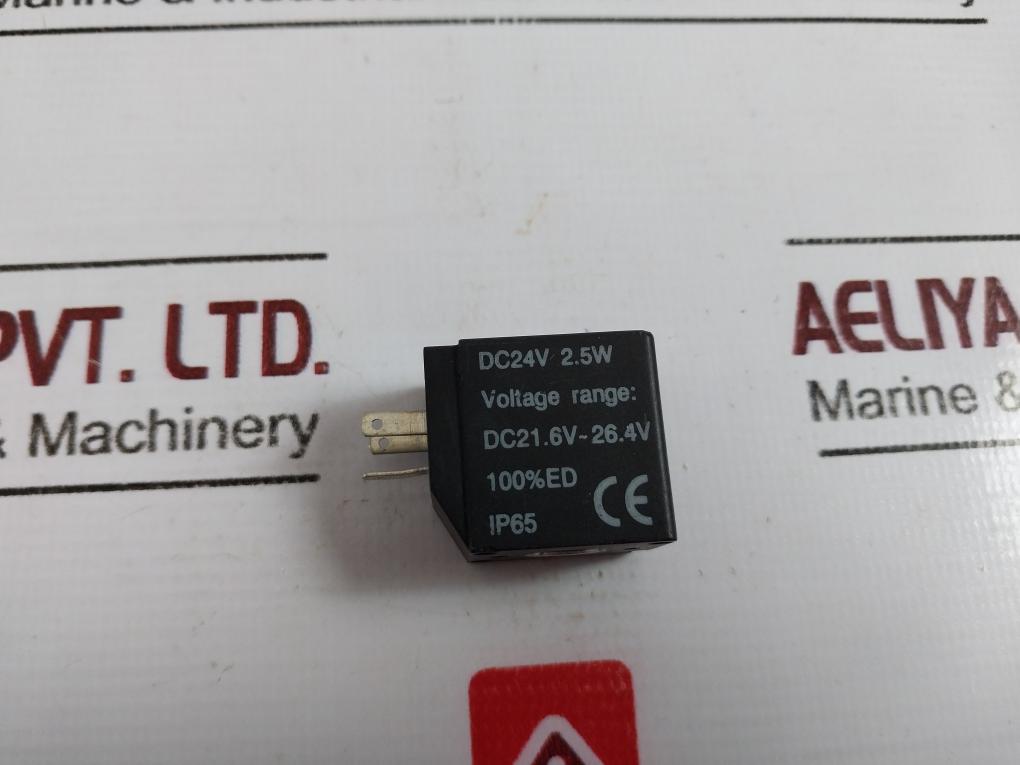 PVT. LTD.
& Machinery
AELIYA
Marine &
DC24V 2.5W
Voltage range:
DC21.6V~26.4V
100%ED
IP65
CE